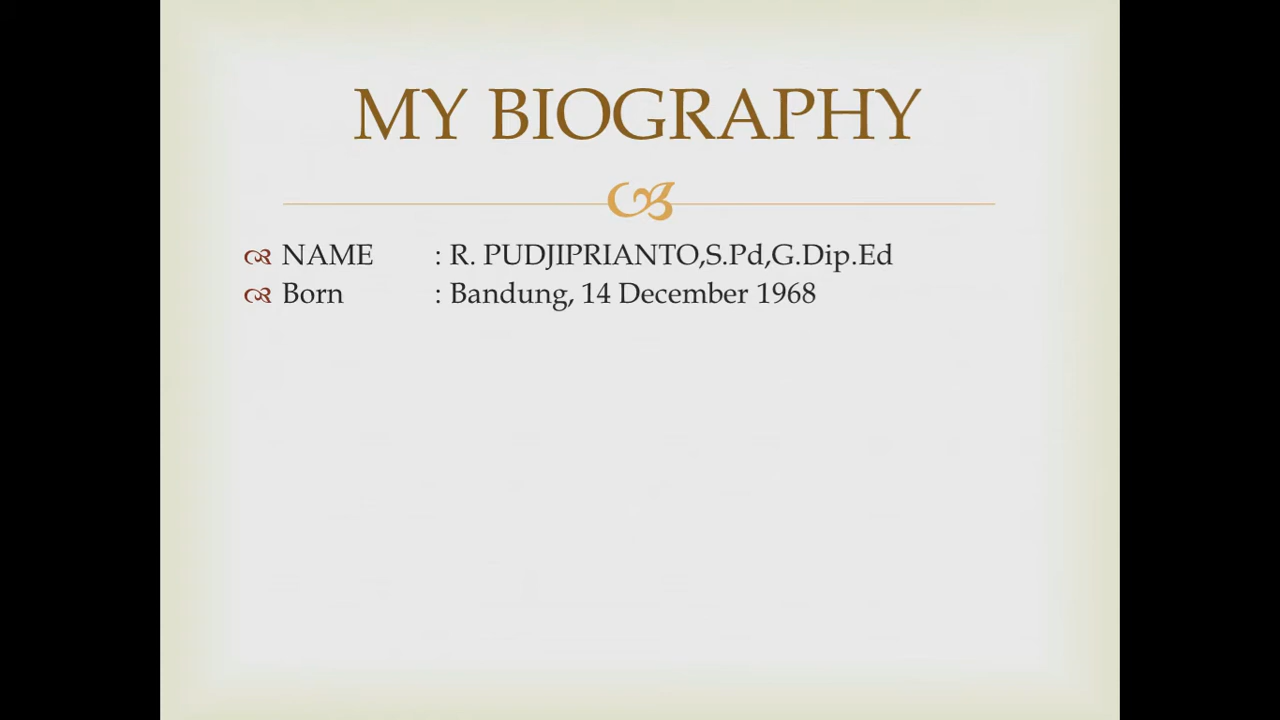 MY BIOGRAPHY
NAME : R. PUDJIPRIANTO,S.Pd,G.Dip.Ed
Born : Bandung, 14 December 1968